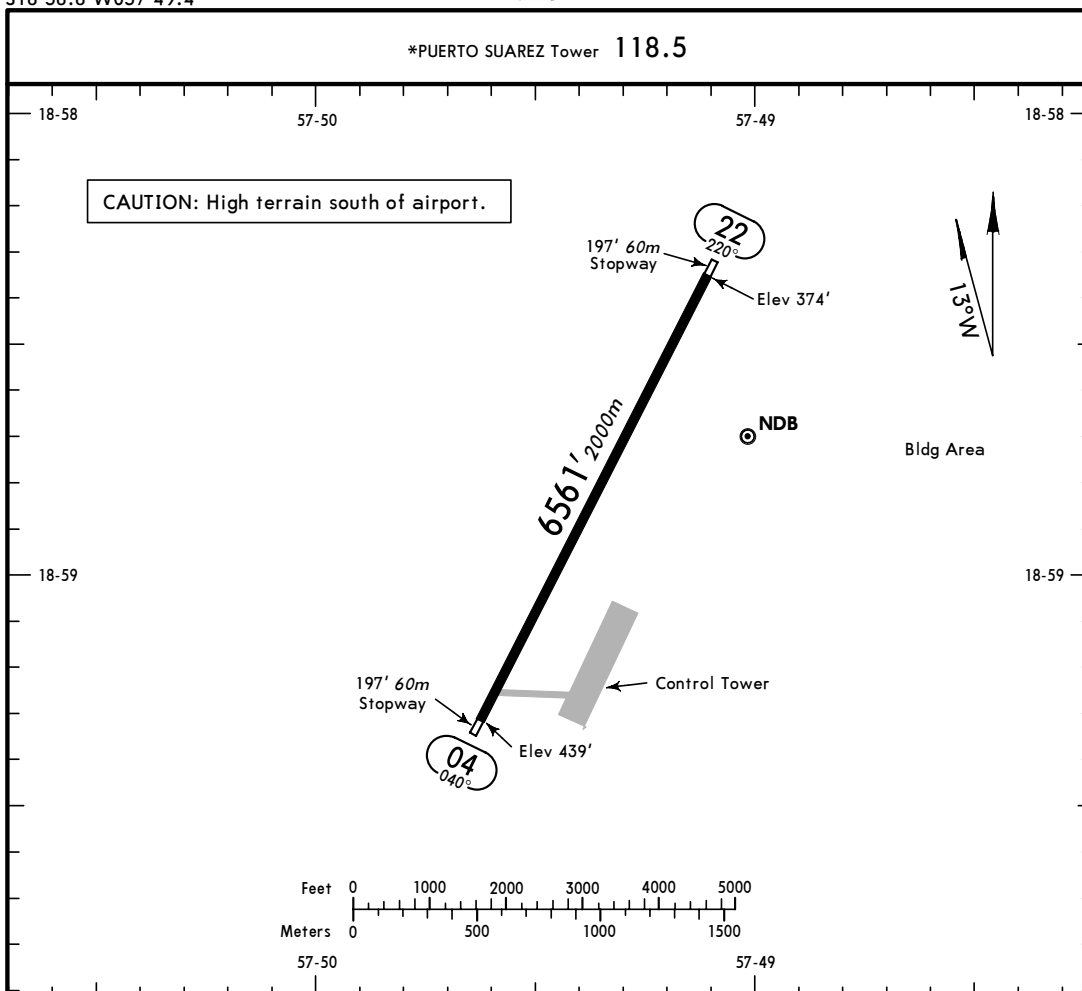 *PUERTO SUAREZ Tower 118.5
18-58
57-50
57-49
18-58
CAUTION: High terrain south of airport.
22
220°
197' 60m
Stopway
Elev 374'
13°W
NDB
6561' 2000m
Bldg Area
18-59
18-59
197' 60m
Stopway
Control Tower
Elev 439'
04
040°
Feet 0 1000 2000 3000 4000 5000
Meters 0 500 1000 1500
57-50
57-49